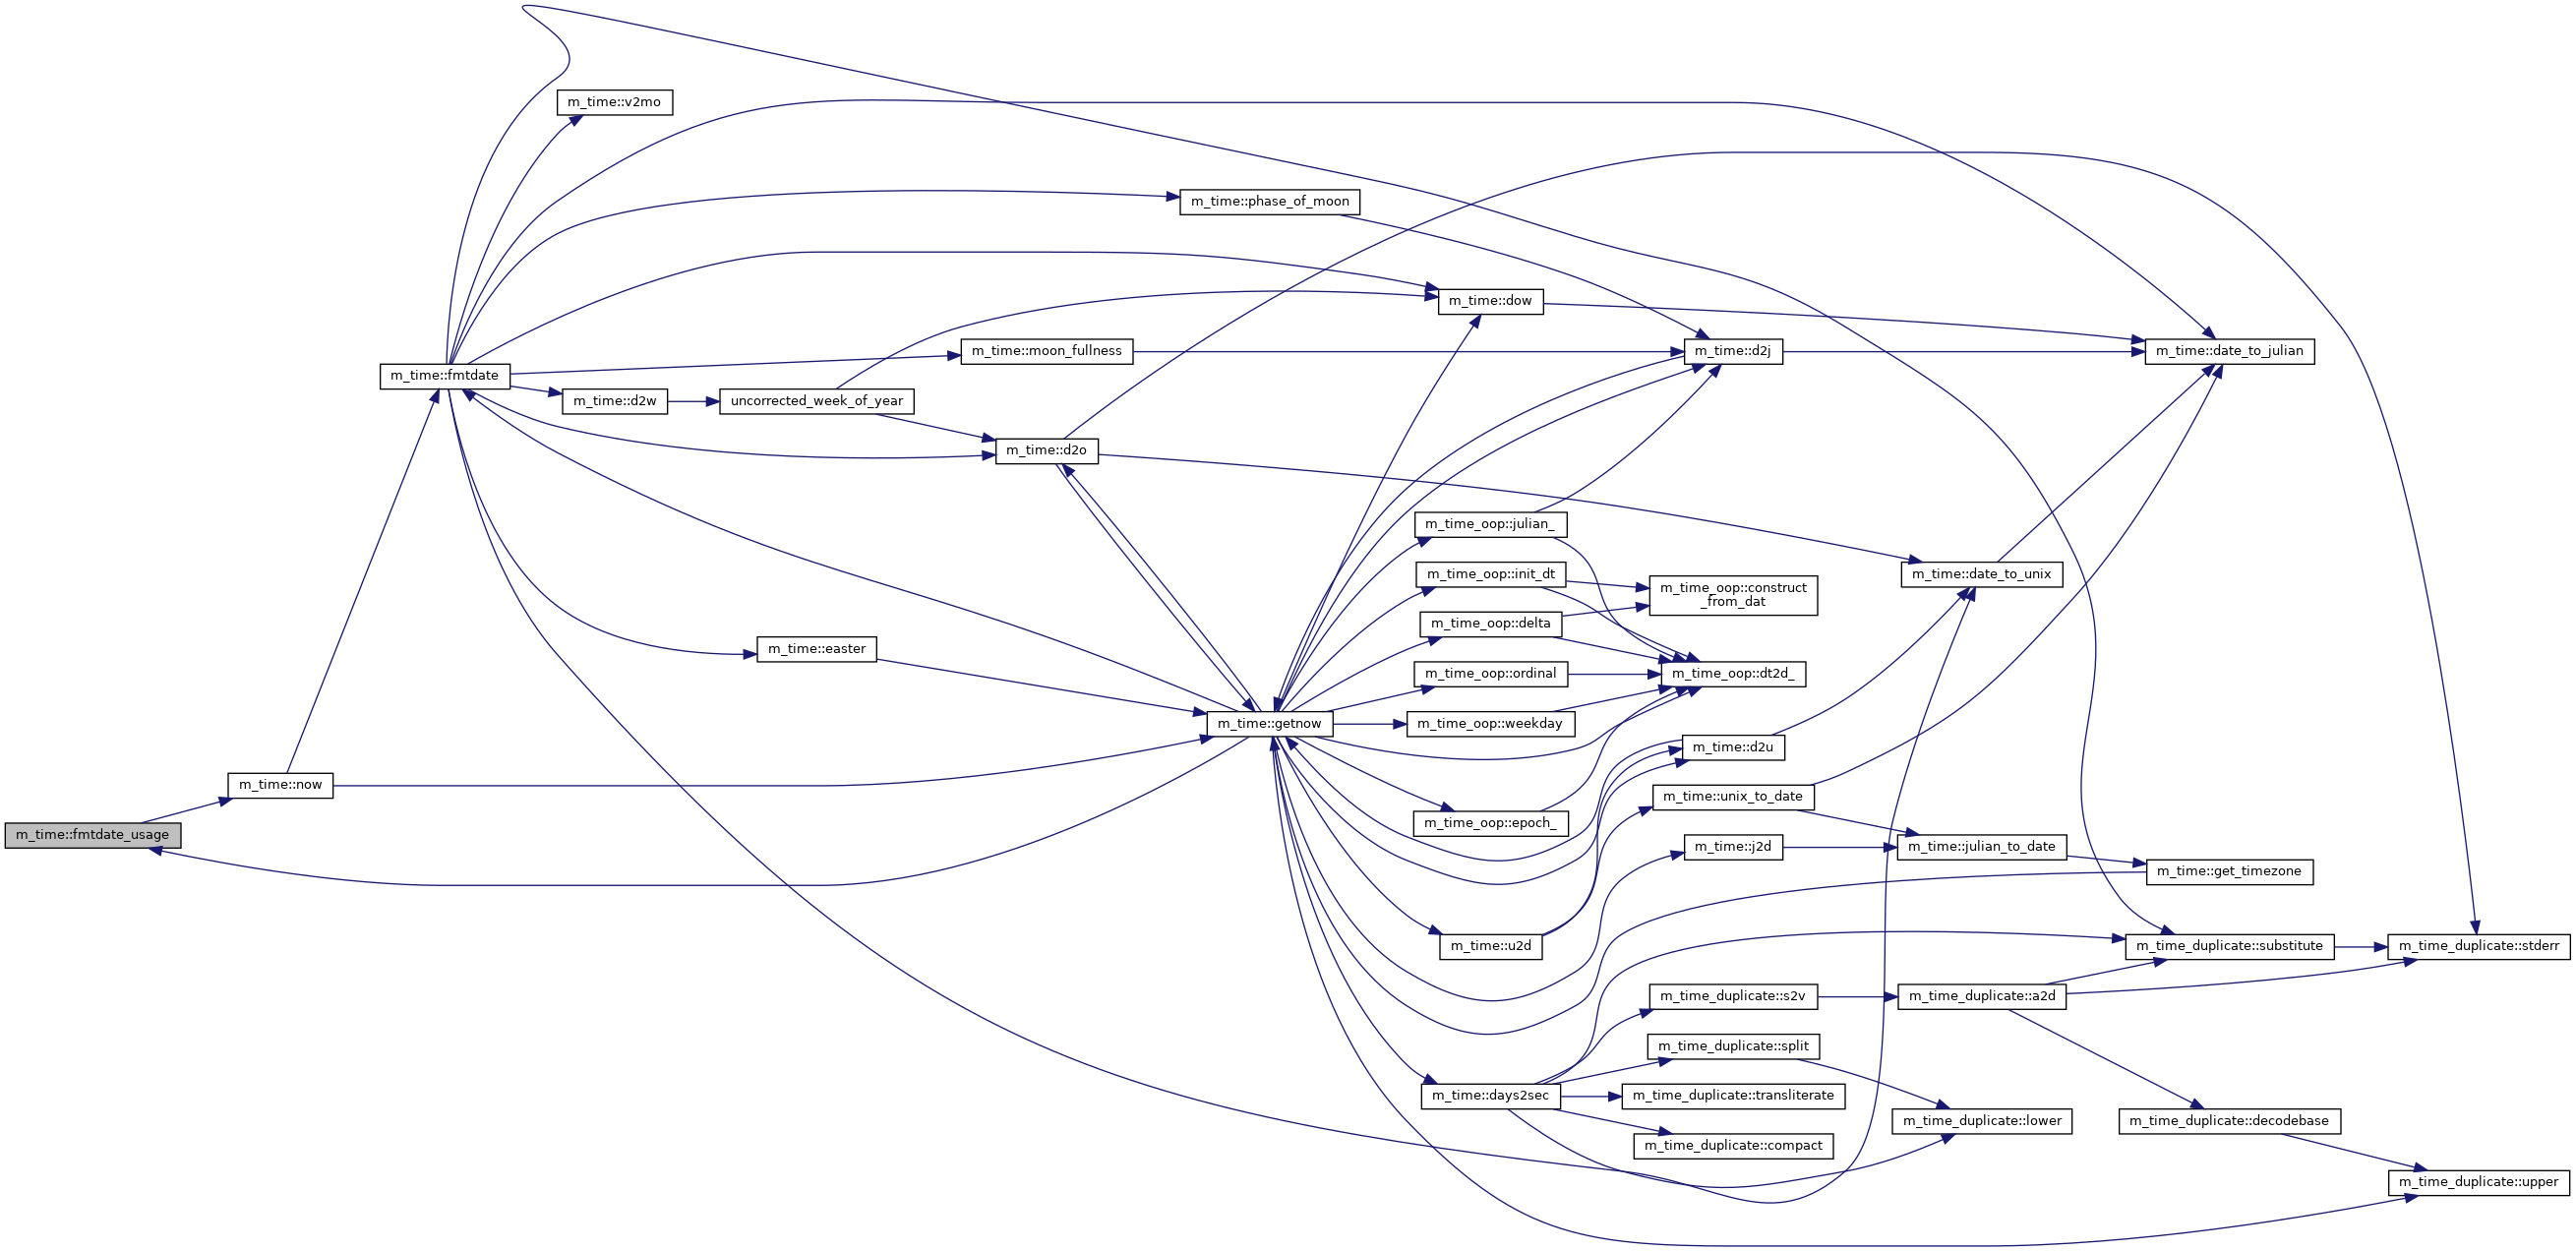 m_time::v2mo
m_time::phase_of_moon
m_time::dow
m_time::moon_fullness
m_time::d2j
m_time::date_to_julian
m_time::fmtdate
m_time::d2w
uncorrected_week_of_year
m_time::d2o
m_time_oop::julian_
m_time_oop::init_dt
m_time::date_to_unix
m_time_oop::construct
_from_dat
m_time_oop::delta
m_time::easter
m_time_oop::ordinal
m_time_oop::dt2d_
m_time::getnow
m_time_oop::weekday
m_time::d2u
m_time::now
m_time::unix_to_date
m_time_oop::epoch_
m_time::fmtdate_usage
m_time::j2d
m_time::julian_to_date
m_time::get_timezone
m_time::u2d
m_time_duplicate::substitute
m_time_duplicate::stderr
m_time_duplicate::s2v
m_time_duplicate::a2d
m_time_duplicate::split
m_time::days2sec
m_time_duplicate::transliterate
m_time_duplicate::lower
m_time_duplicate::decodebase
m_time_duplicate::compact
m_time_duplicate::upper